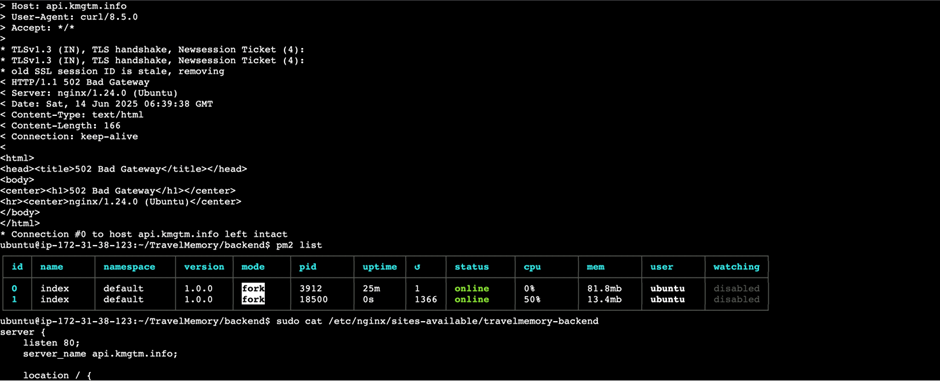 > Host: api.kmgtm.info
> User-Agent: curl/8.5.0
> Accept: */*
>
* TLSv1.3 (IN), TLS handshake, Newsession Ticket (4):
* TLSv1.3 (IN), TLS handshake, Newsession Ticket (4):
* old SSL session ID is stale, removing
< HTTP/1.1 502 Bad Gateway
< Server: nginx/1.24.0 (Ubuntu)
< Date: Sat, 14 Jun 2025 06:39:38 GMT
< Content-Type: text/html
< Content-Length: 166
< Connection: keep-alive
<
<html>
<head><title>502 Bad Gateway</title></head>
<body>
<center><h1>502 Bad Gateway</h1></center>
<hr><center>nginx/1.24.0 (Ubuntu)</center>
</body>
</html>
* Connection #0 to host api.kmgtm.info left intact
ubuntu@ip-172-31-38-123:~/TravelMemory/backend$ pm2 list
id name namespace version mode pid uptime ↺ status cpu mem user watching
0 index default 1.0.0 fork 3912 25m 1 online 0% 81.8mb ubuntu disabled
1 index default 1.0.0 fork 18500 0s 1366 online 50% 13.4mb ubuntu disabled
ubuntu@ip-172-31-38-123:~/TravelMemory/backend$ sudo cat /etc/nginx/sites-available/travelmemory-backend
server {
listen 80;
server_name api.kmgtm.info;
location / {